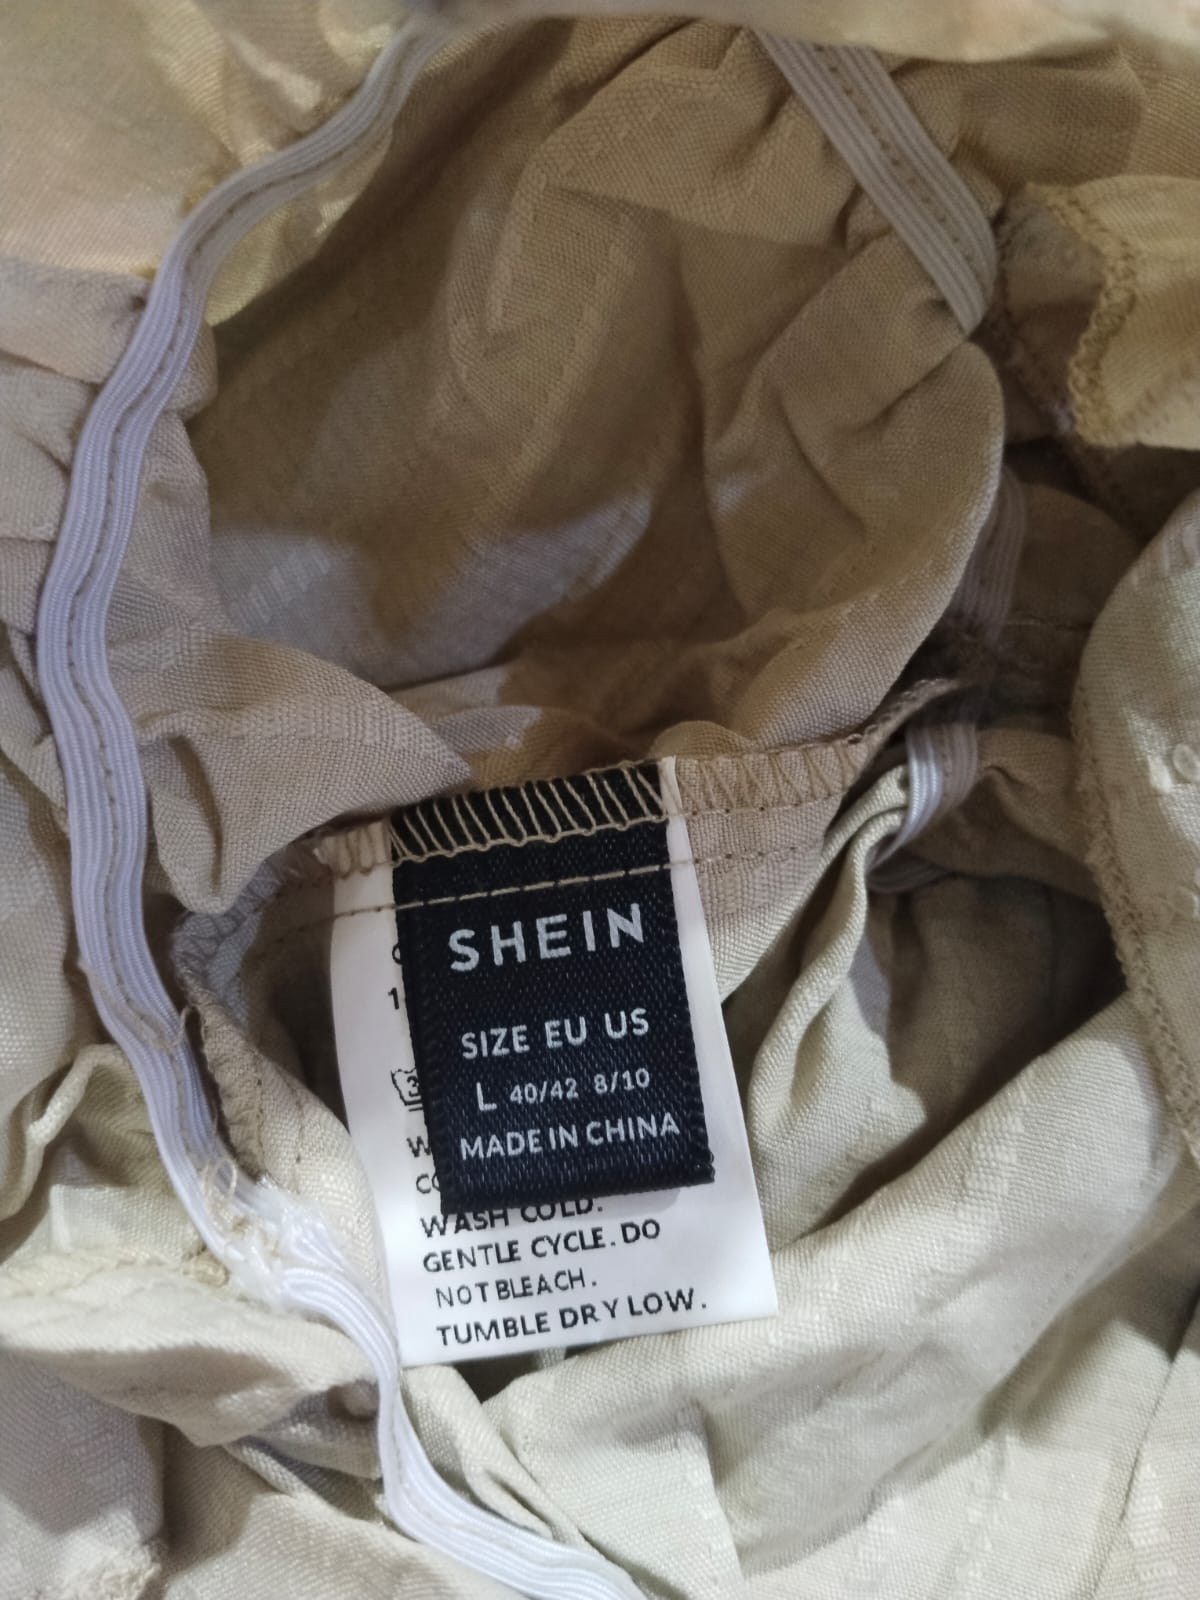 SHEIN
SIZE EU US
L 40/42 8/10
MADE IN CHINA
WASH COLD.
GENTLE CYCLE. DO
NOT BLEACH.
TUMBLE DRY LOW.